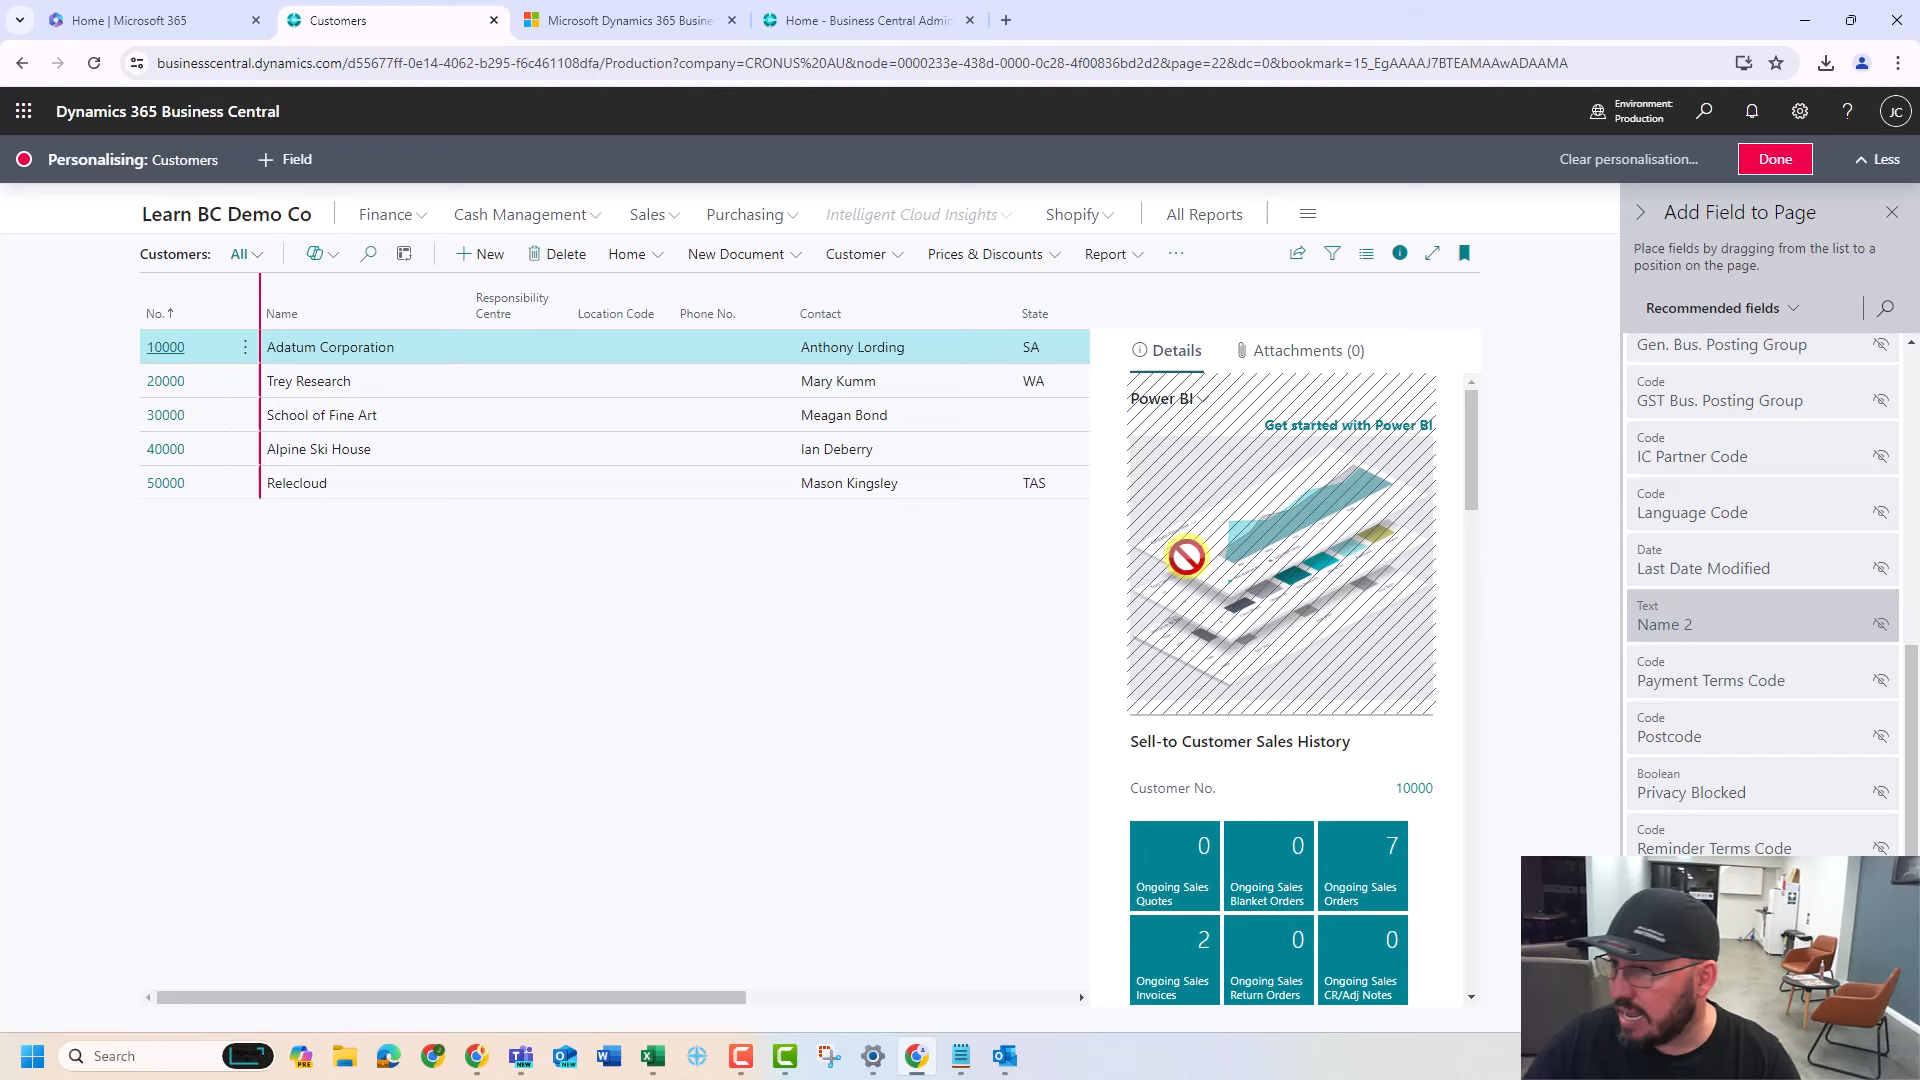 Home | Microsoft 365
Customers
Microsoft Dynamics 365 Busine
Home - Business Central Admin
businesscentral.dynamics.com/d55677ff-0e14-4062-b295-f6c461108dfa/Production?company=CRONUS%20AU&node=0000233e-438d-0000-0c28-4f00836bd2d2&page=22&dc=0&bookmark=15_EgAAAAJ7BTEAMAAwADAAMA
Dynamics 365 Business Central
Environment:
Production
JC
Personalising: Customers
+ Field
Clear personalisation...
Done
Less
Learn BC Demo Co
Finance
Cash Management
Sales
Purchasing
Intelligent Cloud Insights
Shopify
All Reports
Customers: All
+ New
Delete
Home
New Document
Customer
Prices & Discounts
Report
...
No. ↑
Name
Responsibility
Centre
Location Code
Phone No.
Contact
State
10000 Adatum Corporation Anthony Lording SA
20000 Trey Research Mary Kumm WA
30000 School of Fine Art Meagan Bond
40000 Alpine Ski House Ian Deberry
50000 Relecloud Mason Kingsley TAS
Details
Attachments (0)
Power BI
Get started with Power BI
Sell-to Customer Sales History
Customer No. 10000
0
Ongoing Sales
Quotes
0
Ongoing Sales
Blanket Orders
7
Ongoing Sales
Orders
2
Ongoing Sales
Invoices
0
Ongoing Sales
Return Orders
0
Ongoing Sales
CR/Adj Notes
Add Field to Page
Place fields by dragging from the list to a
position on the page.
Recommended fields
Gen. Bus. Posting Group
Code
GST Bus. Posting Group
Code
IC Partner Code
Code
Language Code
Date
Last Date Modified
Text
Name 2
Code
Payment Terms Code
Code
Postcode
Boolean
Privacy Blocked
Code
Reminder Terms Code
Search
PRE
NEW
NEW